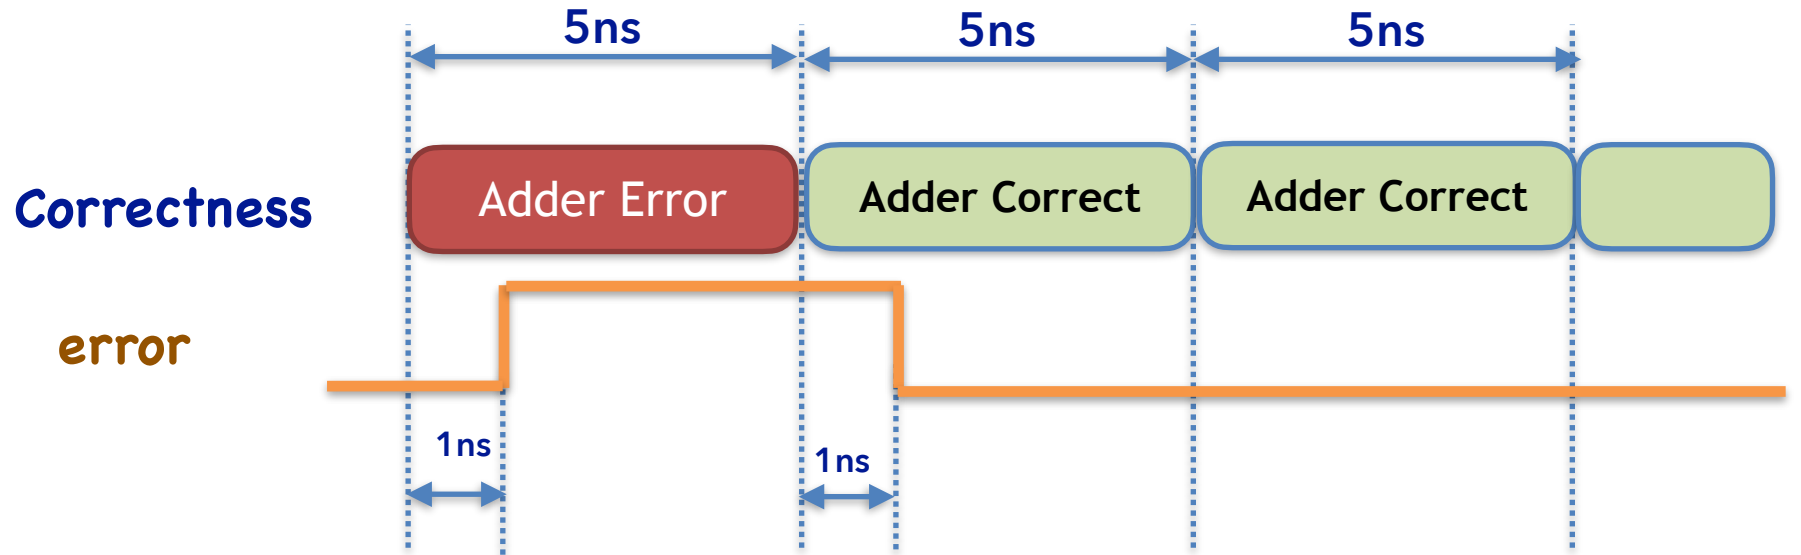 5ns
5ns
5ns
Correctness
Adder Error
Adder Correct
Adder Correct
error
1ns
1ns